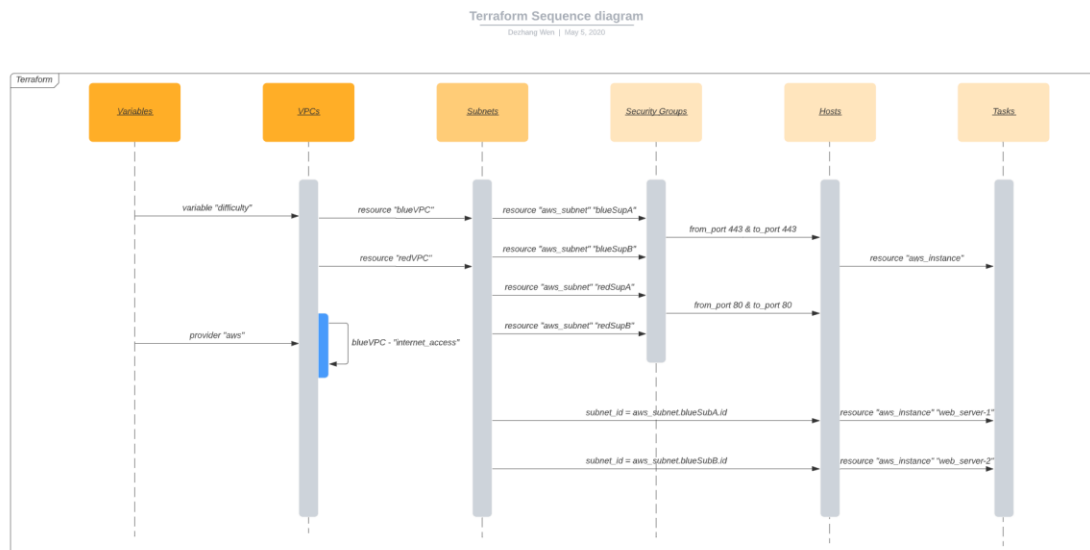 Terraform Sequence diagram
Dezhang Wen | May 5, 2020
Terraform
Variables
VPCs
Subnets
Security Groups
Hosts
Tasks
variable "difficulty"
resource "blueVPC"
resource "aws_subnet" "blueSupA"
from_port 443 & to_port 443
resource "aws_subnet" "blueSupB"
resource "redVPC"
resource "aws_instance"
resource "aws_subnet" "redSupA"
from_port 80 & to_port 80
resource "aws_subnet" "redSupB"
provider "aws"
blueVPC - "internet_access"
subnet_id = aws_subnet.blueSubA.id
resource "aws_instance" "web_server-1"
subnet_id = aws_subnet.blueSubB.id
resource "aws_instance" "web_server-2"